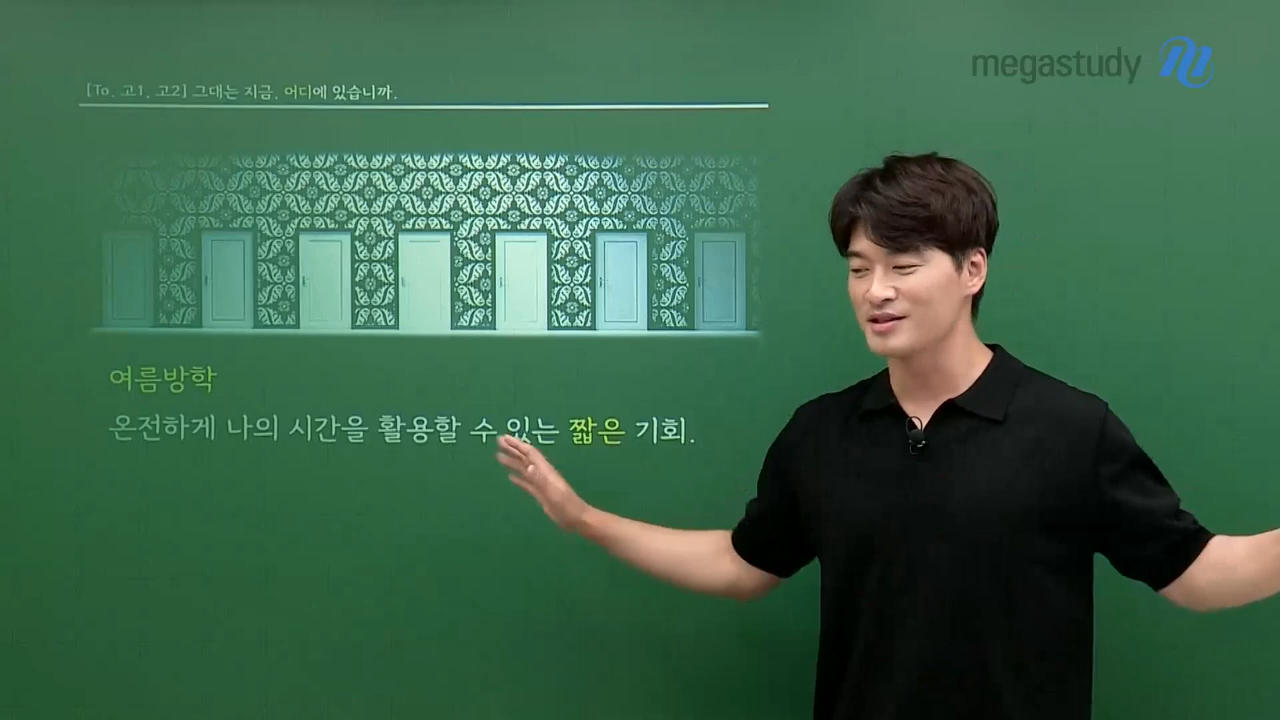 megastudy
[To. 고1, 고2] 그대는 지금, 어디에 있습니까.
여름방학
온전하게 나의 시간을 활용할 수 있는 짧은 기회.